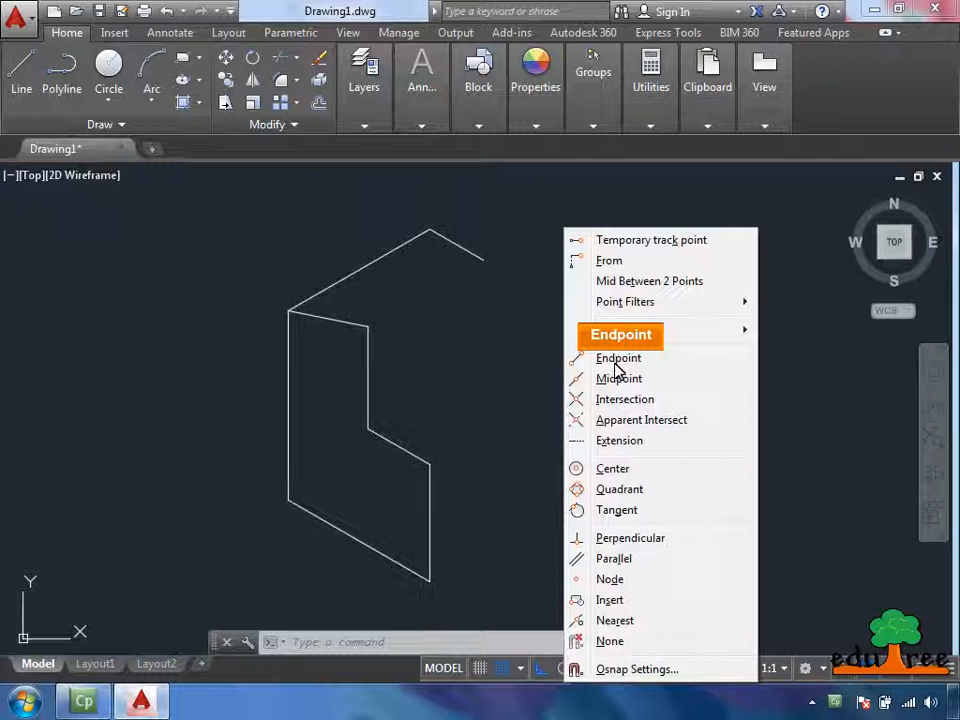 Drawing1.dwg
Type a keyword or phrase
Sign In
Home
Insert
Annotate
Layout
Parametric
View
Manage
Output
Add-ins
Autodesk 360
Express Tools
BIM 360
Featured Apps
Line
Polyline
Circle
Arc
Layers
Ann...
Block
Properties
Groups
Utilities
Clipboard
View
Draw
Modify
Drawing1*
[−][Top][2D Wireframe]
N
W
TOP
E
S
WCS
Temporary track point
From
Mid Between 2 Points
Point Filters
Endpoint
Endpoint
Midpoint
Intersection
Apparent Intersect
Extension
Center
Quadrant
Tangent
Perpendicular
Parallel
Node
Insert
Nearest
None
Osnap Settings...
Y
X
Type a command
Model
Layout1
Layout2
MODEL
1:1
edutree
Cp
Cp